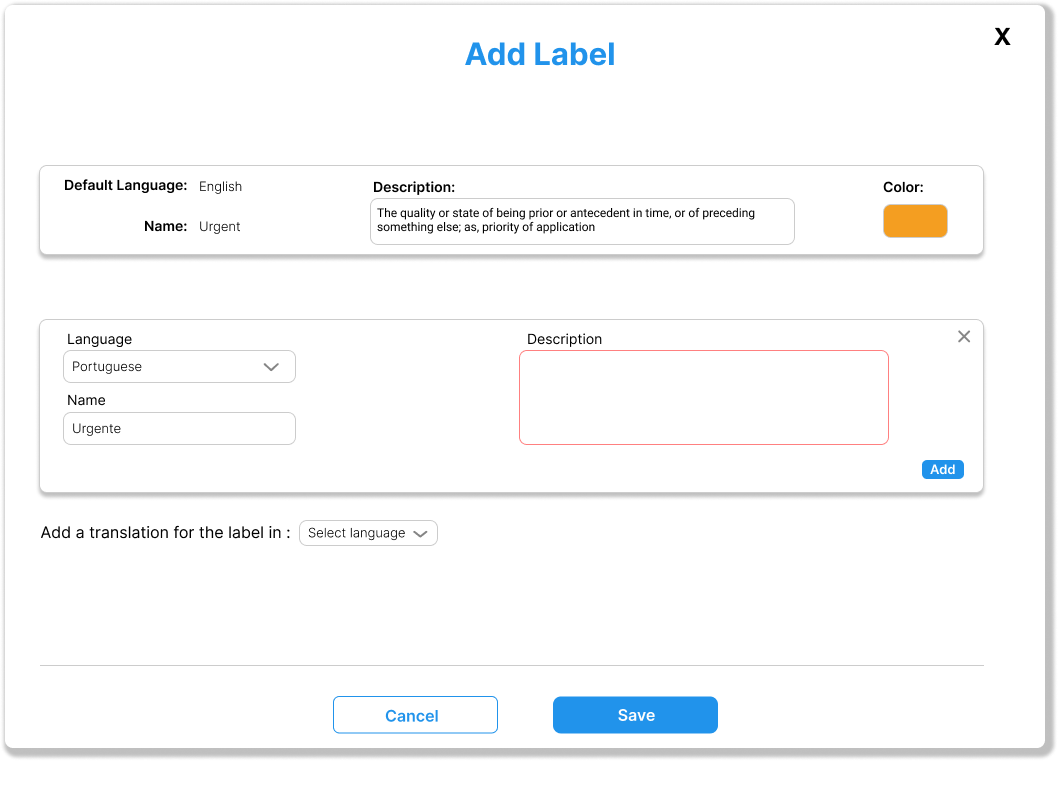 X
Add Label
Default Language: English
Name: Urgent
Description:
The quality or state of being prior or antecedent in time, or of preceding
something else; as, priority of application
Color:
Language
Portuguese
Name
Urgente
Description
Add
Add a translation for the label in : Select language
Cancel
Save